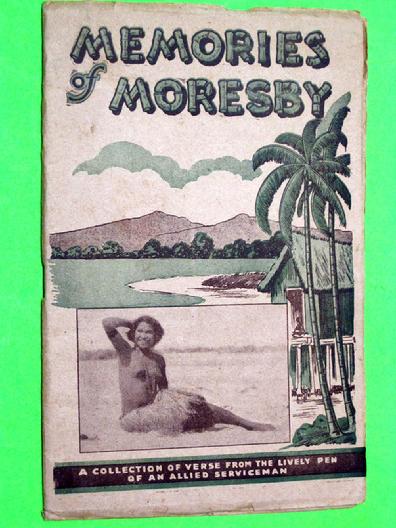 MEMORIES
of MORESBY
A COLLECTION OF VERSE FROM THE LIVELY PEN
OF AN ALLIED SERVICEMAN